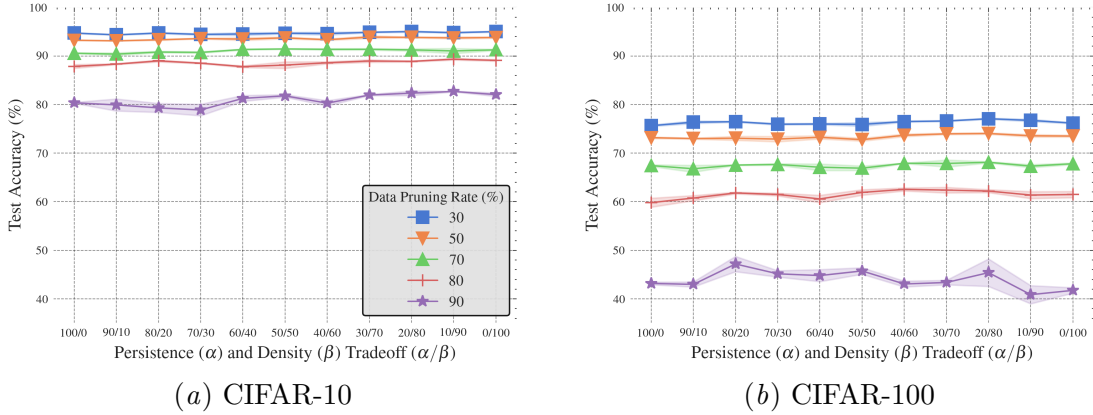 100
90
80
70
60
50
40
Test Accuracy (%)
Data Pruning Rate (%)
30
50
70
80
90
100/0 90/10 80/20 70/30 60/40 50/50 40/60 30/70 20/80 10/90 0/100
Persistence (α) and Density (β) Tradeoff (α/β)
(a) CIFAR-10
100
90
80
70
60
50
40
Test Accuracy (%)
100/0 90/10 80/20 70/30 60/40 50/50 40/60 30/70 20/80 10/90 0/100
Persistence (α) and Density (β) Tradeoff (α/β)
(b) CIFAR-100